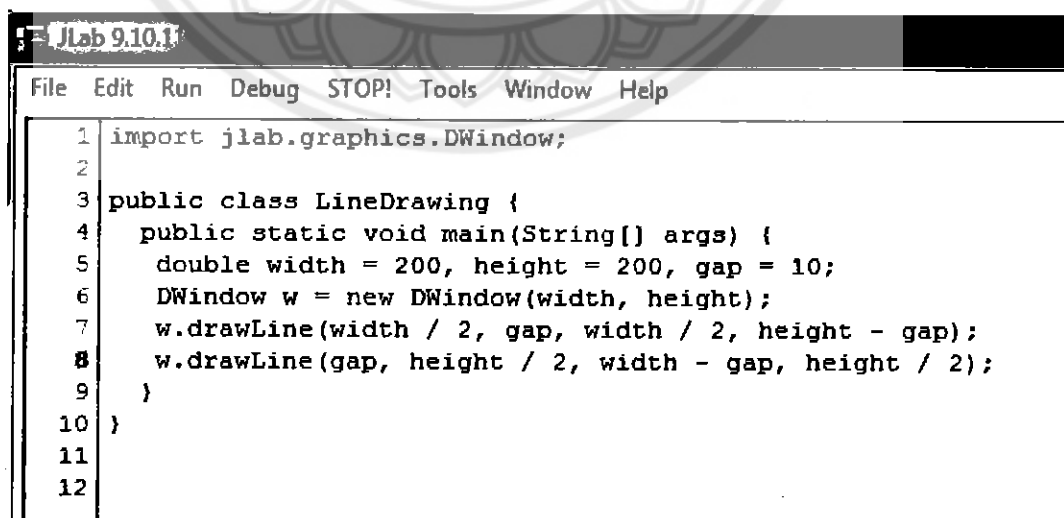 JLab 9.10.1
File Edit Run Debug STOP! Tools Window Help
1 import jlab.graphics.DWindow;
2
3 public class LineDrawing {
4 public static void main(String[] args) {
5 double width = 200, height = 200, gap = 10;
6 DWindow w = new DWindow(width, height);
7 w.drawLine(width / 2, gap, width / 2, height - gap);
8 w.drawLine(gap, height / 2, width - gap, height / 2);
9 }
10 }
11
12